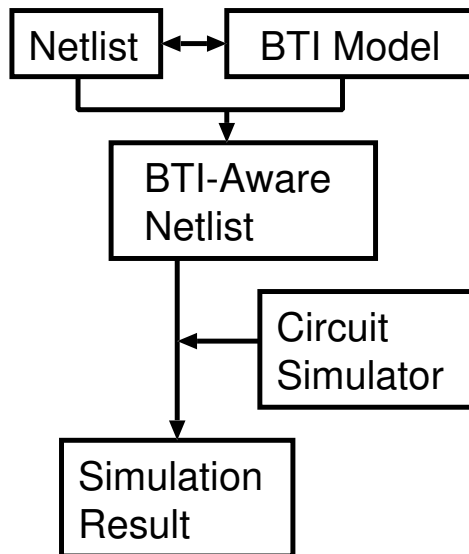 Netlist
BTI Model
BTI-Aware
Netlist
Circuit
Simulator
Simulation
Result